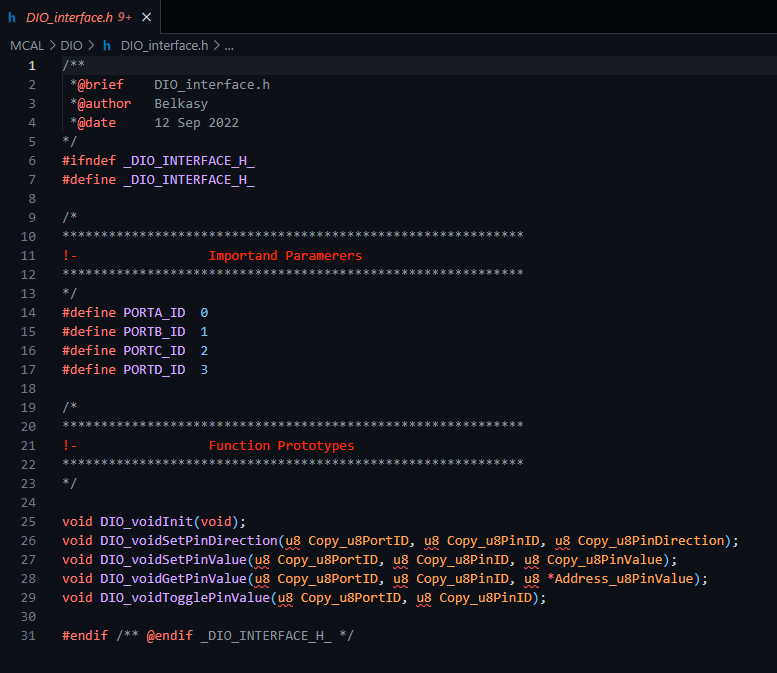 h DIO_interface.h 9+ ×
MCAL > DIO > h DIO_interface.h > ...
1 /**
2 *@brief DIO_interface.h
3 *@author Belkasy
4 *@date 12 Sep 2022
5 */
6 #ifndef _DIO_INTERFACE_H_
7 #define _DIO_INTERFACE_H_
8
9 /*
10 ************************************************************
11 !- Importand Paramerers
12 ************************************************************
13 */
14 #define PORTA_ID 0
15 #define PORTB_ID 1
16 #define PORTC_ID 2
17 #define PORTD_ID 3
18
19 /*
20 ************************************************************
21 !- Function Prototypes
22 ************************************************************
23 */
24
25 void DIO_voidInit(void);
26 void DIO_voidSetPinDirection(u8 Copy_u8PortID, u8 Copy_u8PinID, u8 Copy_u8PinDirection);
27 void DIO_voidSetPinValue(u8 Copy_u8PortID, u8 Copy_u8PinID, u8 Copy_u8PinValue);
28 void DIO_voidGetPinValue(u8 Copy_u8PortID, u8 Copy_u8PinID, u8 *Address_u8PinValue);
29 void DIO_voidTogglePinValue(u8 Copy_u8PortID, u8 Copy_u8PinID);
30
31 #endif /** @endif _DIO_INTERFACE_H_ */